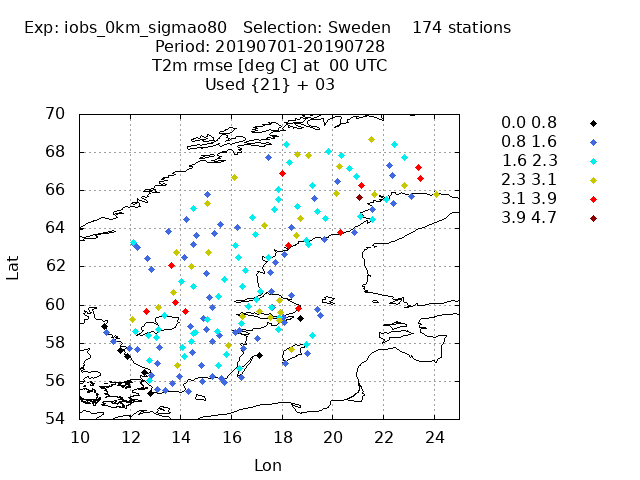 Exp: iobs_0km_sigmao80   Selection: Sweden    174 stations
Period: 20190701-20190728
T2m rmse [deg C] at  00 UTC
Used {21} + 03
70
68
66
64
62
60
58
56
54
10 12 14 16 18 20 22 24
Lat
Lon
0.0 0.8
0.8 1.6
1.6 2.3
2.3 3.1
3.1 3.9
3.9 4.7